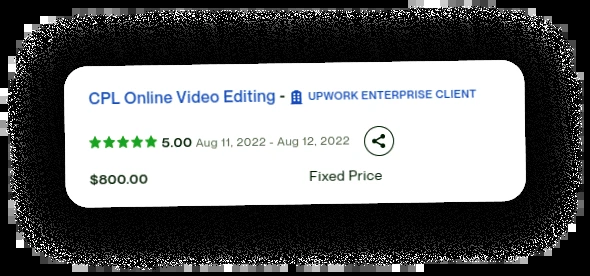 CPL Online Video Editing - UPWORK ENTERPRISE CLIENT
5.00 Aug 11, 2022 - Aug 12, 2022
$800.00 Fixed Price